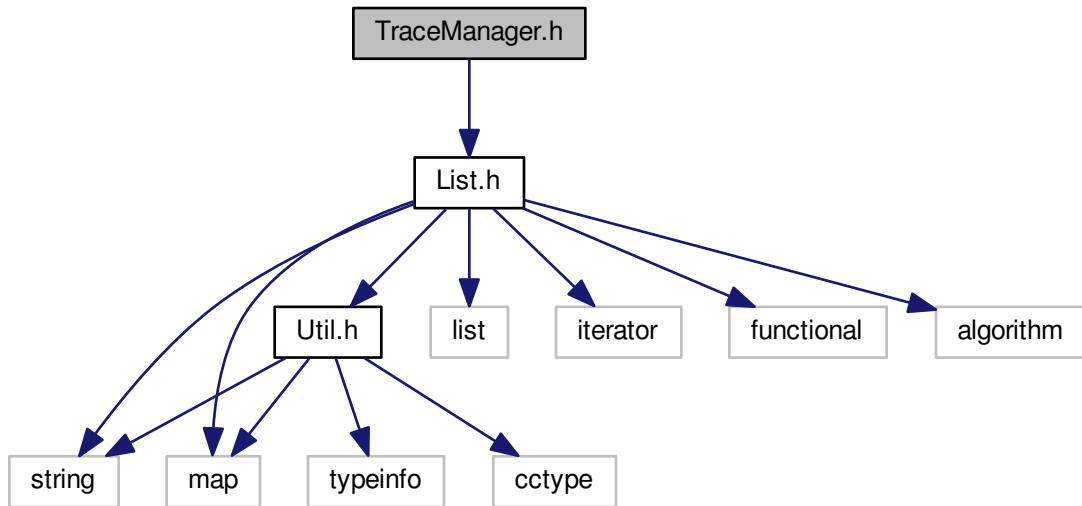 TraceManager.h
List.h
Util.h
list
iterator
functional
algorithm
string
map
typeinfo
cctype